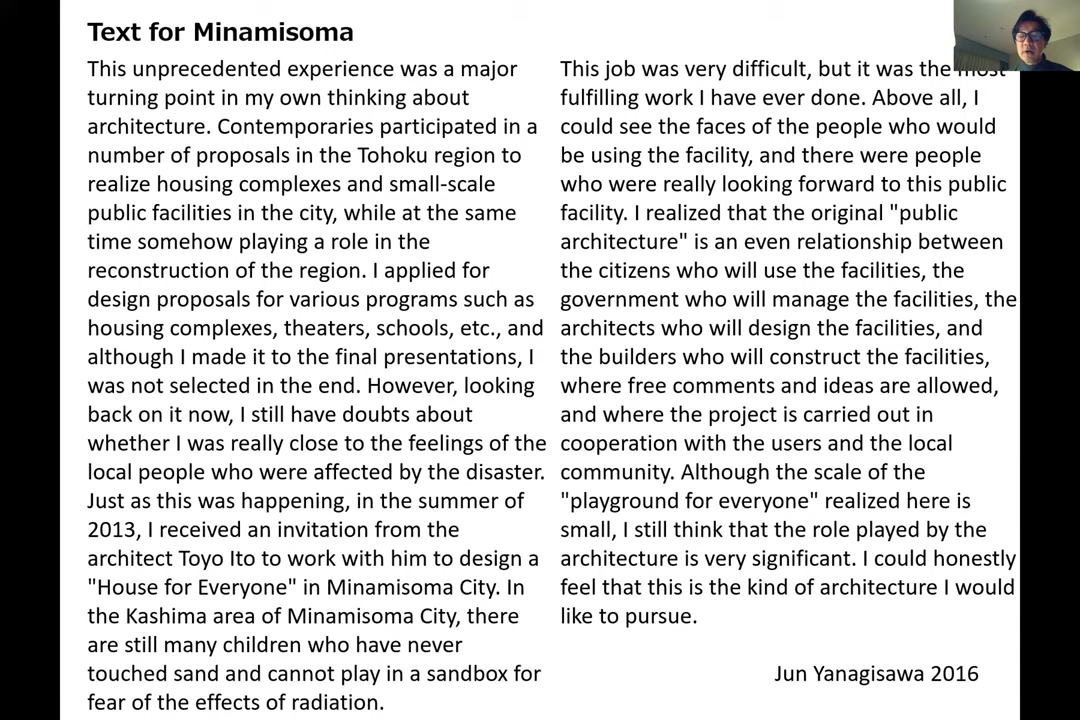 Text for Minamisoma
This unprecedented experience was a major
turning point in my own thinking about
architecture. Contemporaries participated in a
number of proposals in the Tohoku region to
realize housing complexes and small-scale
public facilities in the city, while at the same
time somehow playing a role in the
reconstruction of the region. I applied for
design proposals for various programs such as
housing complexes, theaters, schools, etc., and
although I made it to the final presentations, I
was not selected in the end. However, looking
back on it now, I still have doubts about
whether I was really close to the feelings of the
local people who were affected by the disaster.
Just as this was happening, in the summer of
2013, I received an invitation from the
architect Toyo Ito to work with him to design a
"House for Everyone" in Minamisoma City. In
the Kashima area of Minamisoma City, there
are still many children who have never
touched sand and cannot play in a sandbox for
fear of the effects of radiation.
This job was very difficult, but it was the most
fulfilling work I have ever done. Above all, I
could see the faces of the people who would
be using the facility, and there were people
who were really looking forward to this public
facility. I realized that the original "public
architecture" is an even relationship between
the citizens who will use the facilities, the
government who will manage the facilities, the
architects who will design the facilities, and
the builders who will construct the facilities,
where free comments and ideas are allowed,
and where the project is carried out in
cooperation with the users and the local
community. Although the scale of the
"playground for everyone" realized here is
small, I still think that the role played by the
architecture is very significant. I could honestly
feel that this is the kind of architecture I would
like to pursue.
Jun Yanagisawa 2016